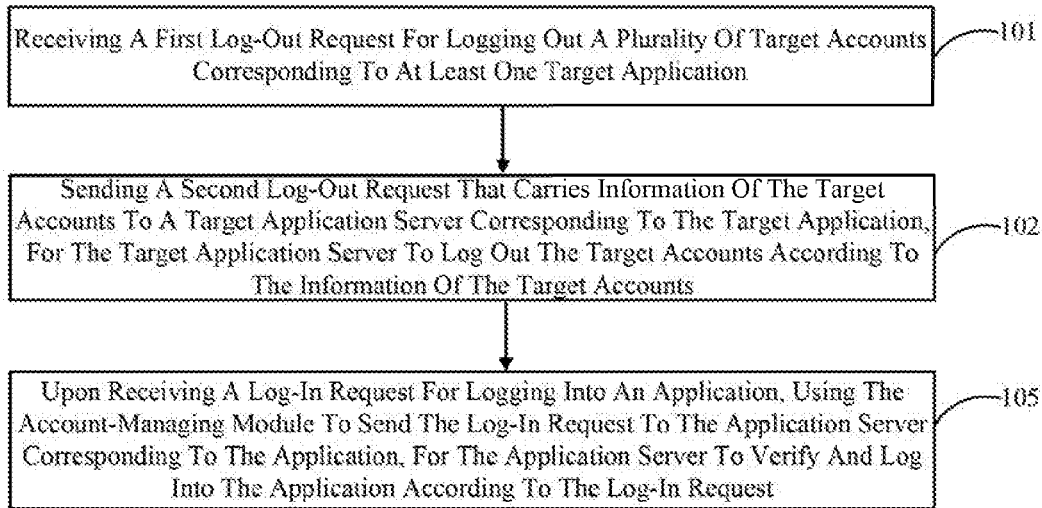 Receiving A First Log-Out Request For Logging Out A Plurality Of Target Accounts
Corresponding To At Least One Target Application
101
Sending A Second Log-Out Request That Carries Information Of The Target
Accounts To A Target Application Server Corresponding To The Target Application,
For The Target Application Server To Log Out The Target Accounts According To
The Information Of The Target Accounts
102
Upon Receiving A Log-In Request For Logging Into An Application, Using The
Account-Managing Module To Send The Log-In Request To The Application Server
Corresponding To The Application, For The Application Server To Verify And Log
Into The Application According To The Log-In Request
105